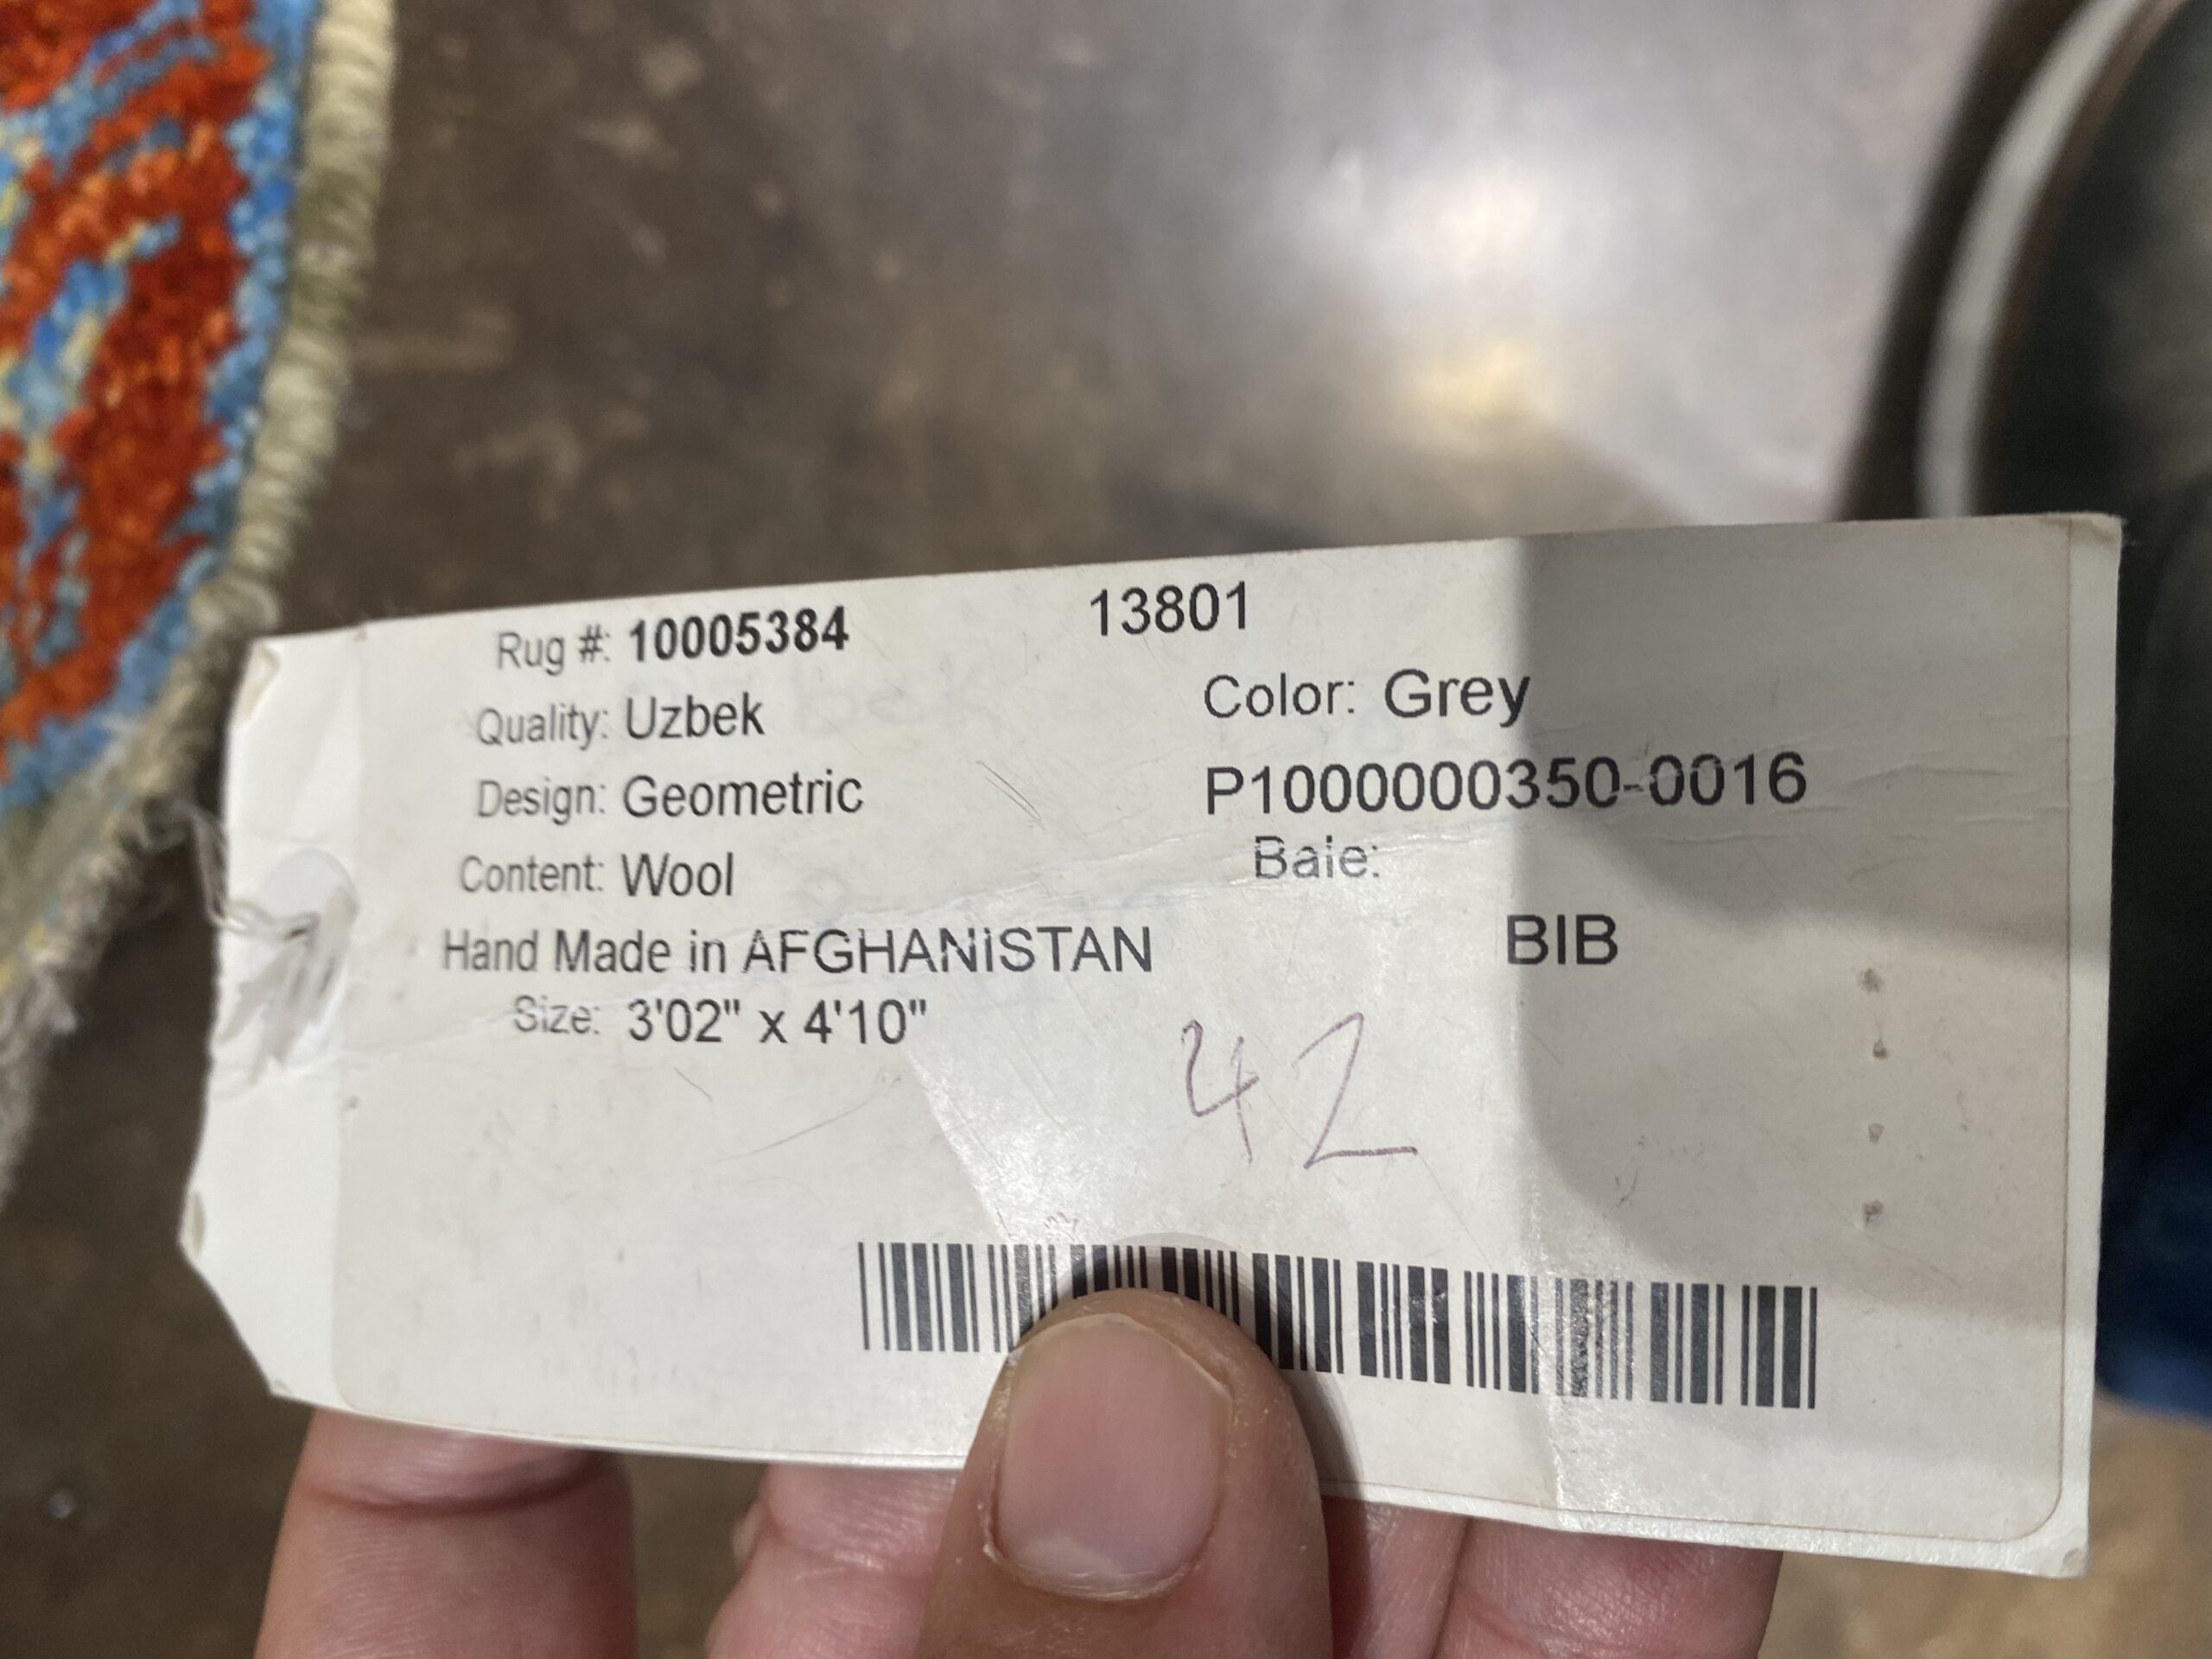 Rug #: 10005384 13801
Quality: Uzbek Color: Grey
Design: Geometric P1000000350-0016
Content: Wool Baie:
Hand Made in AFGHANISTAN BIB
Size: 3'02" x 4'10"
42